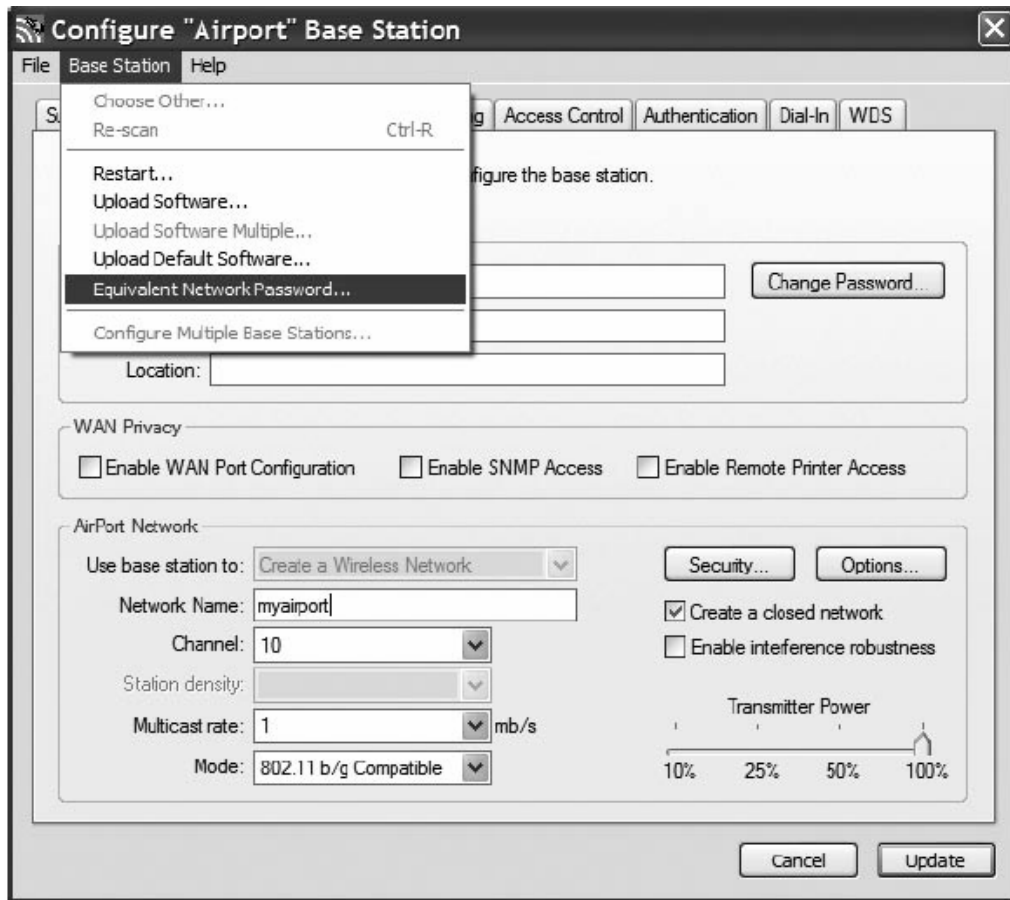 Configure "Airport" Base Station
File Base Station Help
Choose Other...
Re-scan Ctrl-R
Restart...
Upload Software...
Upload Software Multiple...
Upload Default Software...
Equivalent Network Password...
Configure Multiple Base Stations...
Access Control Authentication Dial-In WDS
figure the base station.
Change Password...
Location:
WAN Privacy
Enable WAN Port Configuration Enable SNMP Access Enable Remote Printer Access
AirPort Network
Use base station to: Create a Wireless Network Security... Options...
Network Name: myairport Create a closed network
Channel: 10 Enable interference robustness
Station density:
Transmitter Power
Multicast rate: 1 mb/s
Mode: 802.11 b/g Compatible 10% 25% 50% 100%
Cancel Update